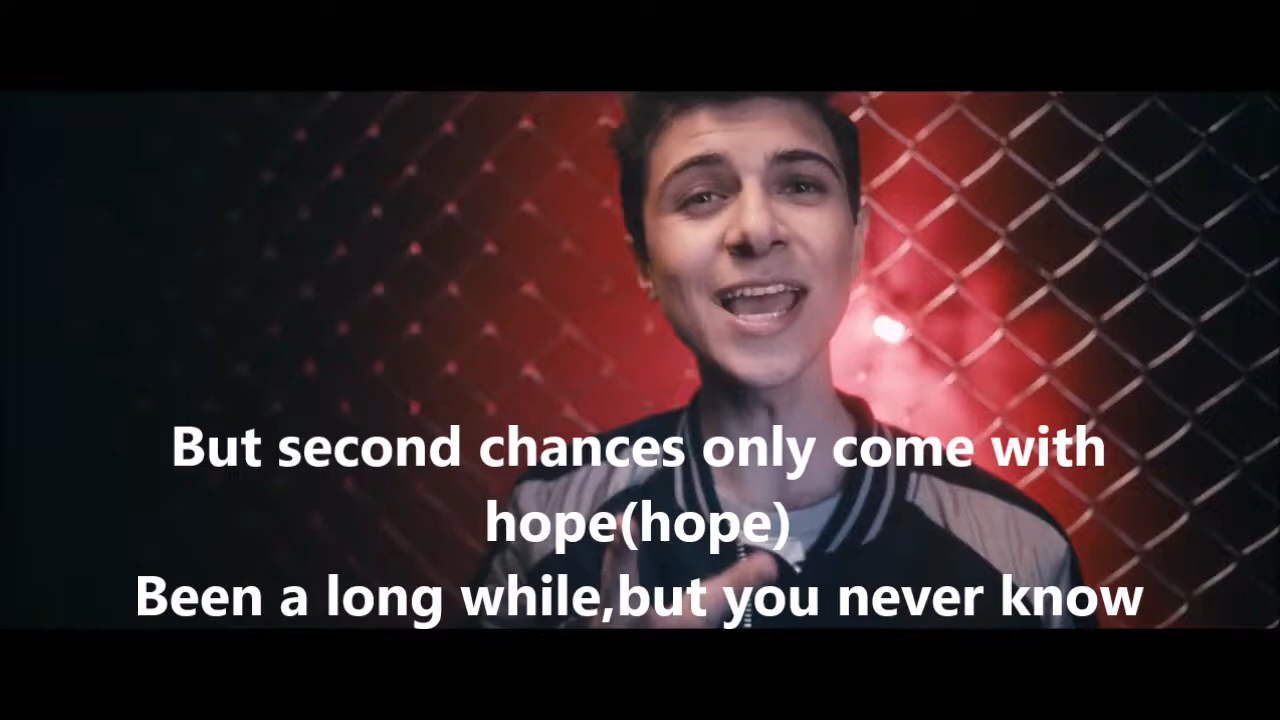 But second chances only come with
hope(hope)
Been a long while,but you never know